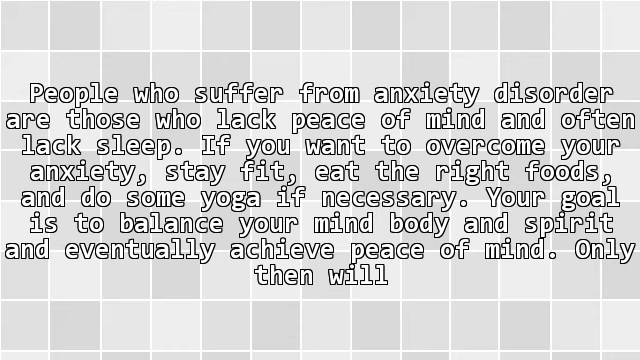 People who suffer from anxiety disorder
are those who lack peace of mind and often
lack sleep. If you want to overcome your
anxiety, stay fit, eat the right foods,
and do some yoga if necessary. Your goal
is to balance your mind body and spirit
and eventually achieve peace of mind. Only
then will